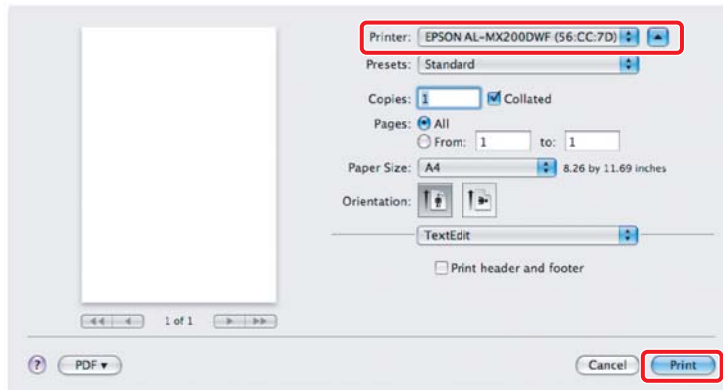 Printer: EPSON AL-MX200DWF (56:CC:7D)
Presets: Standard
Copies: 1 Collated
Pages: All
From: 1 to: 1
Paper Size: A4 8.26 by 11.69 inches
Orientation:
TextEdit
Print header and footer
1 of 1
? PDF Cancel Print